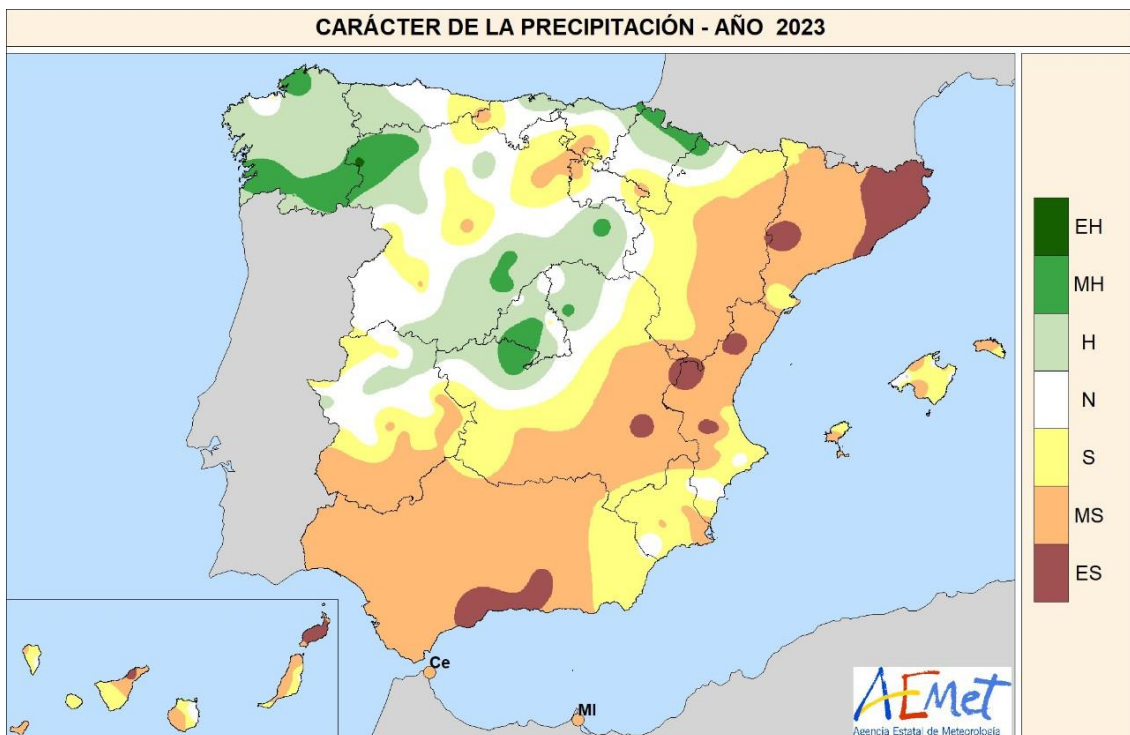 CARÁCTER DE LA PRECIPITACIÓN - AÑO 2023
EH
MH
H
N
S
MS
ES
Ce
Ml
AEMet
Agencia Estatal de Meteorología